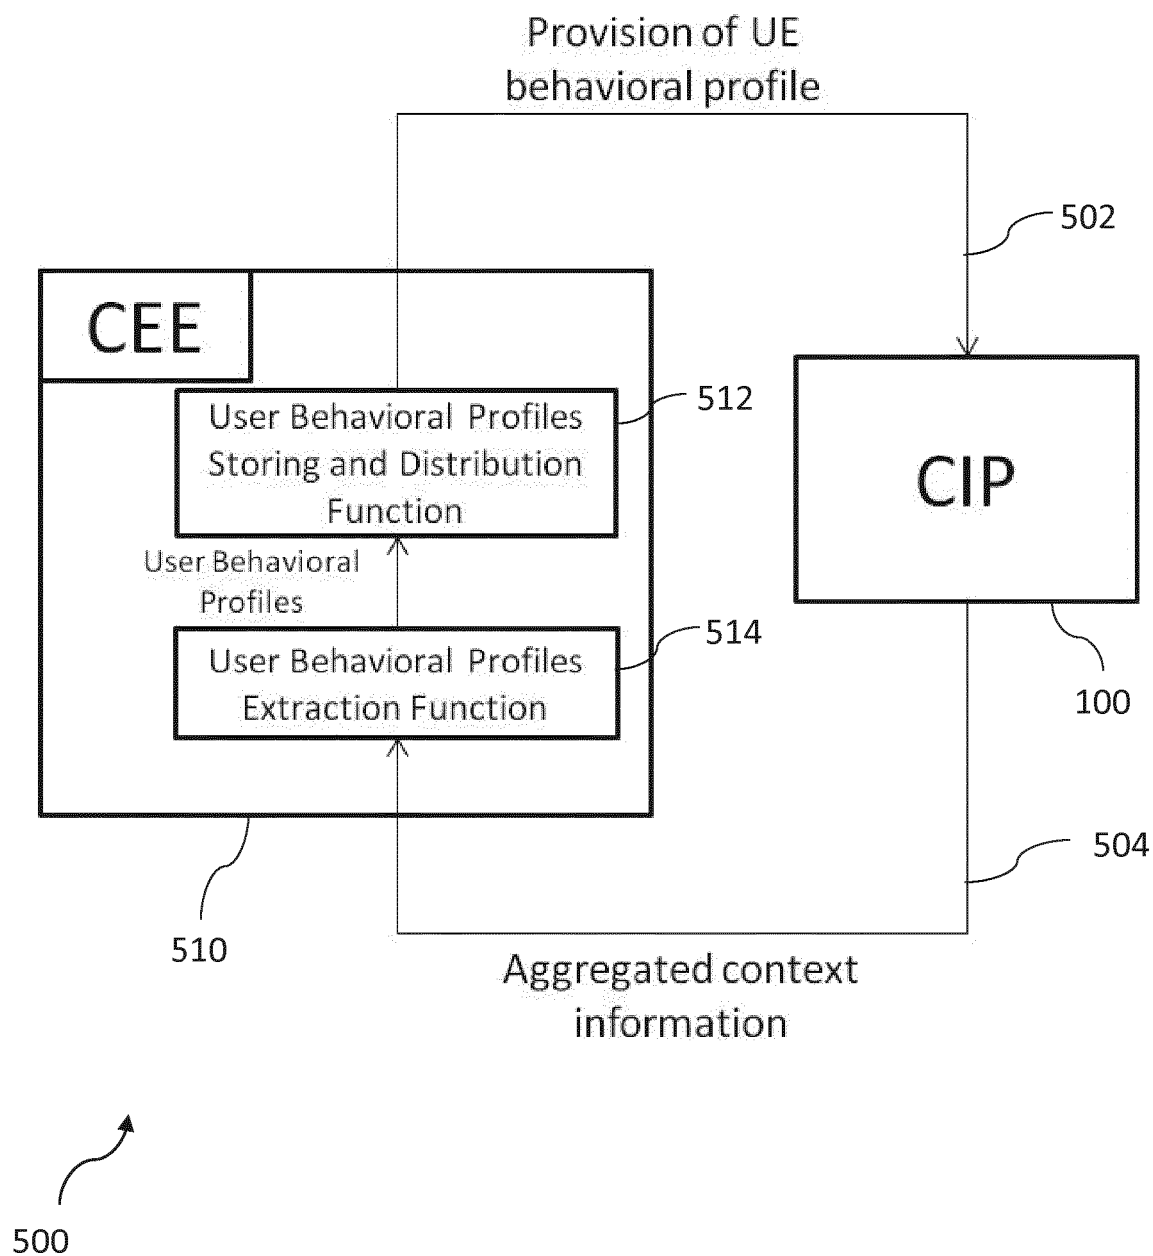 Provision of UE
behavioral profile
502
CEE
512
User Behavioral Profiles
Storing and Distribution
Function
CIP
User Behavioral
Profiles
514
User Behavioral Profiles
Extraction Function
100
504
510
Aggregated context
information
500